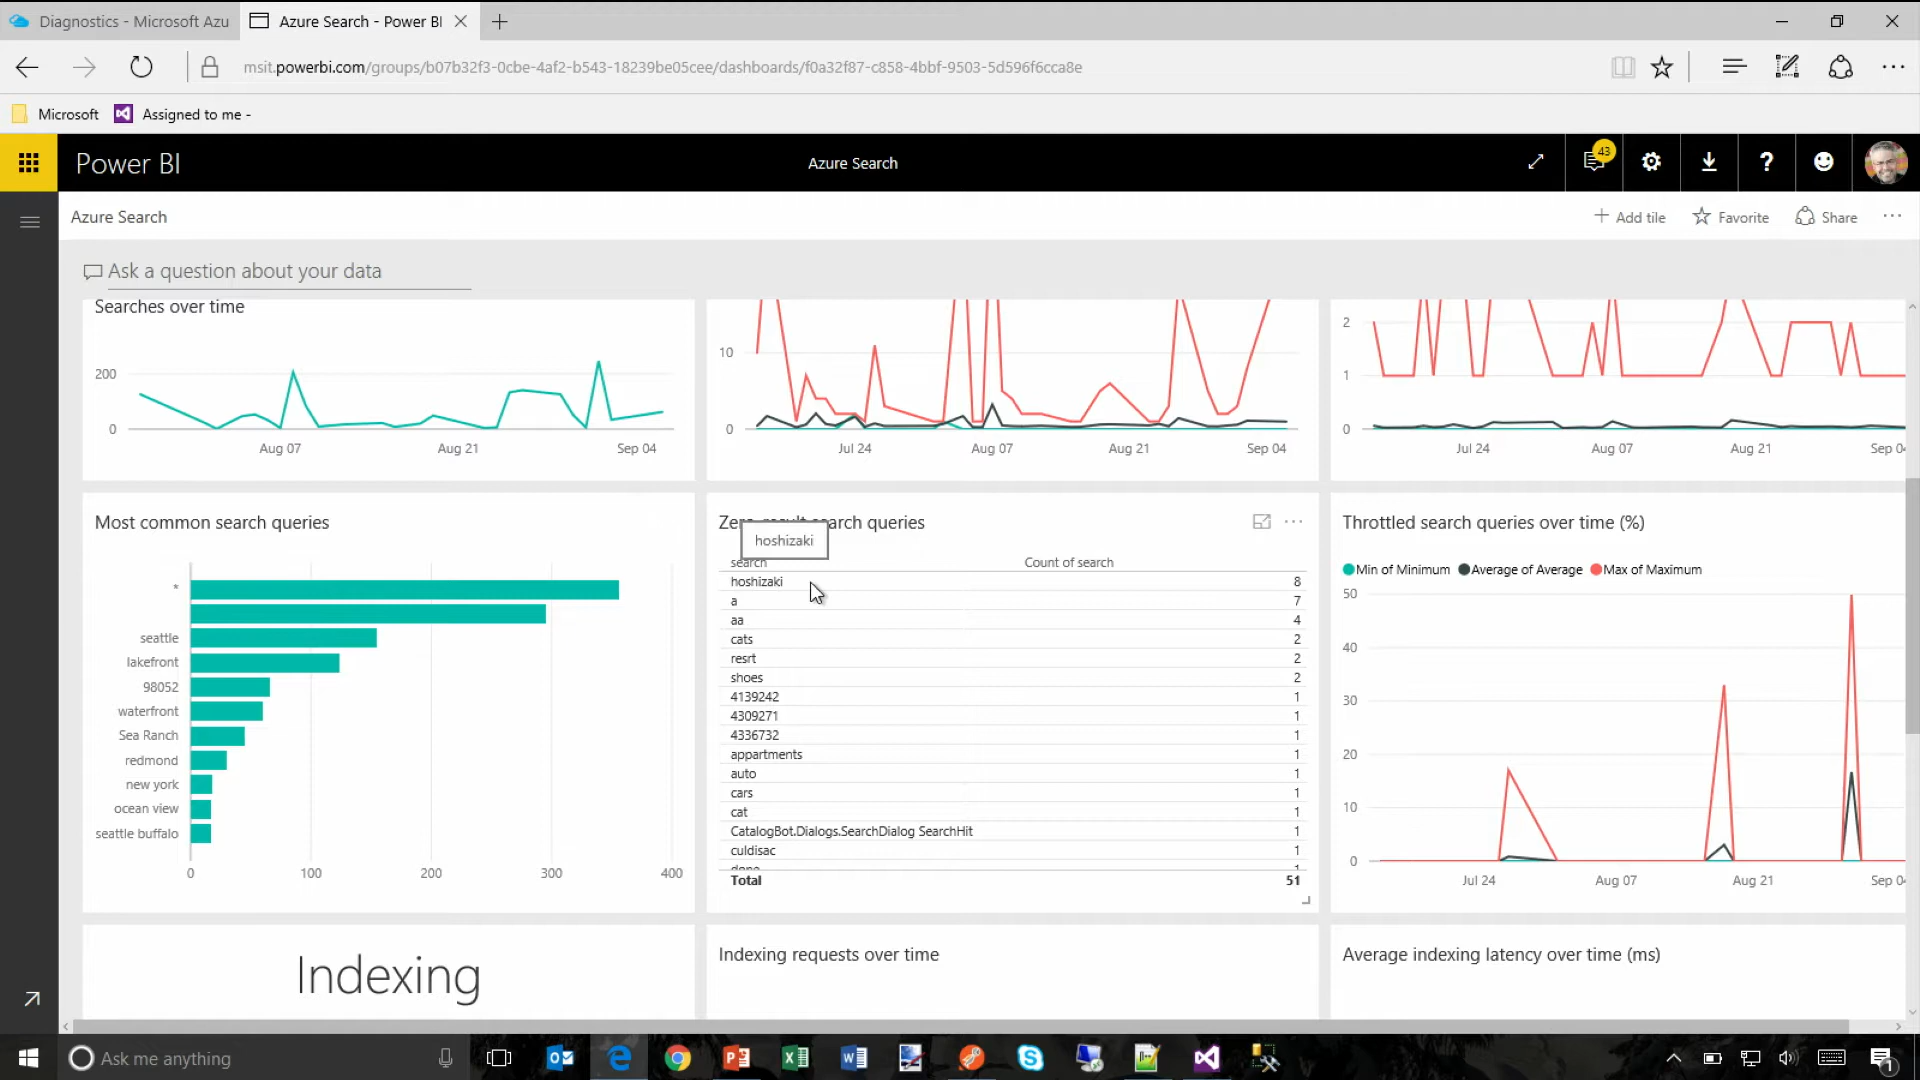 Diagnostics - Microsoft Azu
Azure Search - Power BI
msit.powerbi.com/groups/b07b32f3-0cbe-4af2-b543-18239be05cee/dashboards/f0a32f87-c858-4bbf-9503-5d596f6cca8e
Microsoft
Assigned to me -
Power BI
Azure Search
43
Azure Search
Add tile
Favorite
Share
Ask a question about your data
Searches over time
200
0
Aug 07
Aug 21
Sep 04
10
0
Jul 24
Aug 07
Aug 21
Sep 04
2
1
0
Jul 24
Aug 07
Aug 21
Sep 04
Most common search queries
*
seattle
lakefront
98052
waterfront
Sea Ranch
redmond
new york
ocean view
seattle buffalo
0
100
200
300
400
Zero-result search queries
hoshizaki
search
Count of search
hoshizaki 8
a 7
aa 4
cats 2
resrt 2
shoes 2
4139242 1
4309271 1
4336732 1
appartments 1
auto 1
cars 1
cat 1
CatalogBot.Dialogs.SearchDialog SearchHit 1
culdisac 1
Total 51
Throttled search queries over time (%)
Min of Minimum
Average of Average
Max of Maximum
50
40
30
20
10
0
Jul 24
Aug 07
Aug 21
Sep 04
Indexing
Indexing requests over time
Average indexing latency over time (ms)
Ask me anything
1